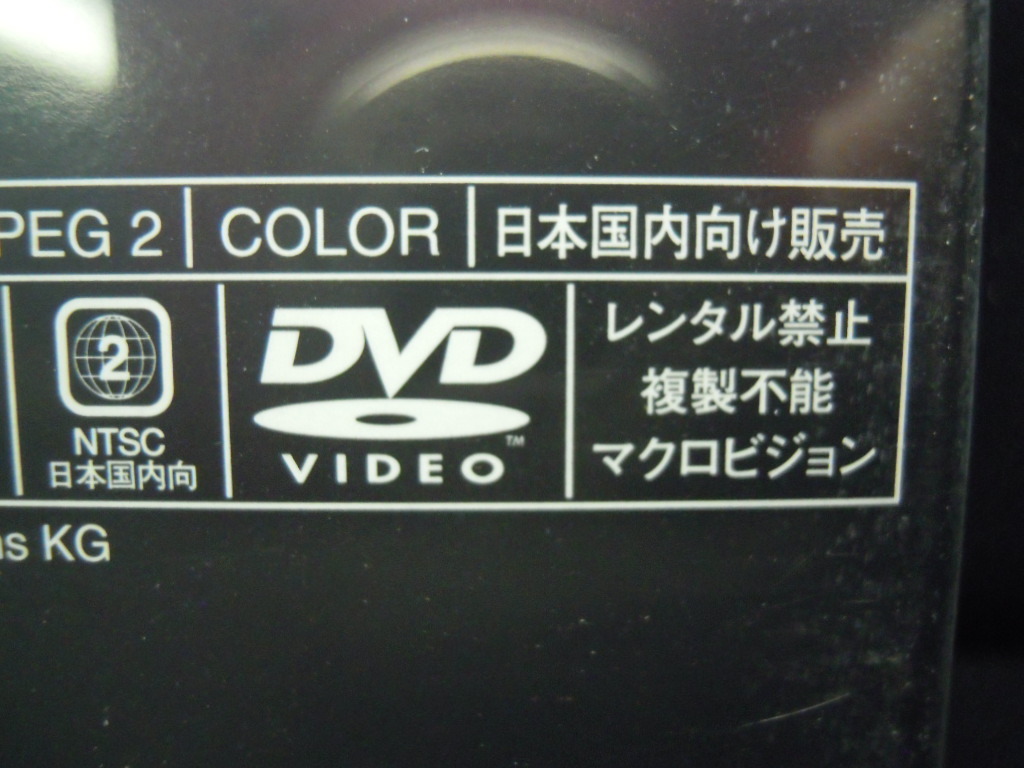 PEG 2 COLOR 日本国内向け販売
2
NTSC
日本国内向
DVD
VIDEO
TM
レンタル禁止
複製不能
マクロビジョン
KG